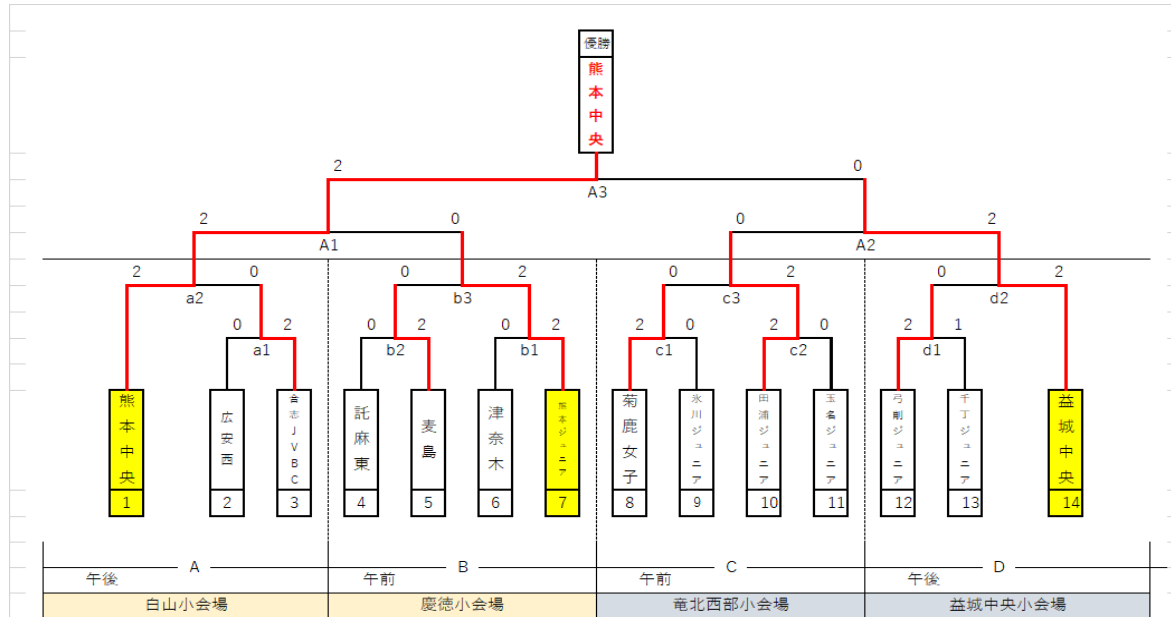 優勝
熊本中央
2 0
A3
2 0 0 2
A1 A2
2 0 0 2 0 2 0 2
a2 b3 c3 d2
0 2 0 2 0 2 2 0 2 0 2 1
a1 b2 b1 c1 c2 d1
熊本中央 広安西 合志JVBC 託麻東 麦島 津奈木 熊本ジュニア 菊鹿女子 氷川ジュニア 田浦ジュニア 玉名ジュニア 弓削ジュニア 千丁ジュニア 益城中央
1 2 3 4 5 6 7 8 9 10 11 12 13 14
A B C D
午後 午前 午前 午後
白山小会場 慶徳小会場 竜北西部小会場 益城中央小会場